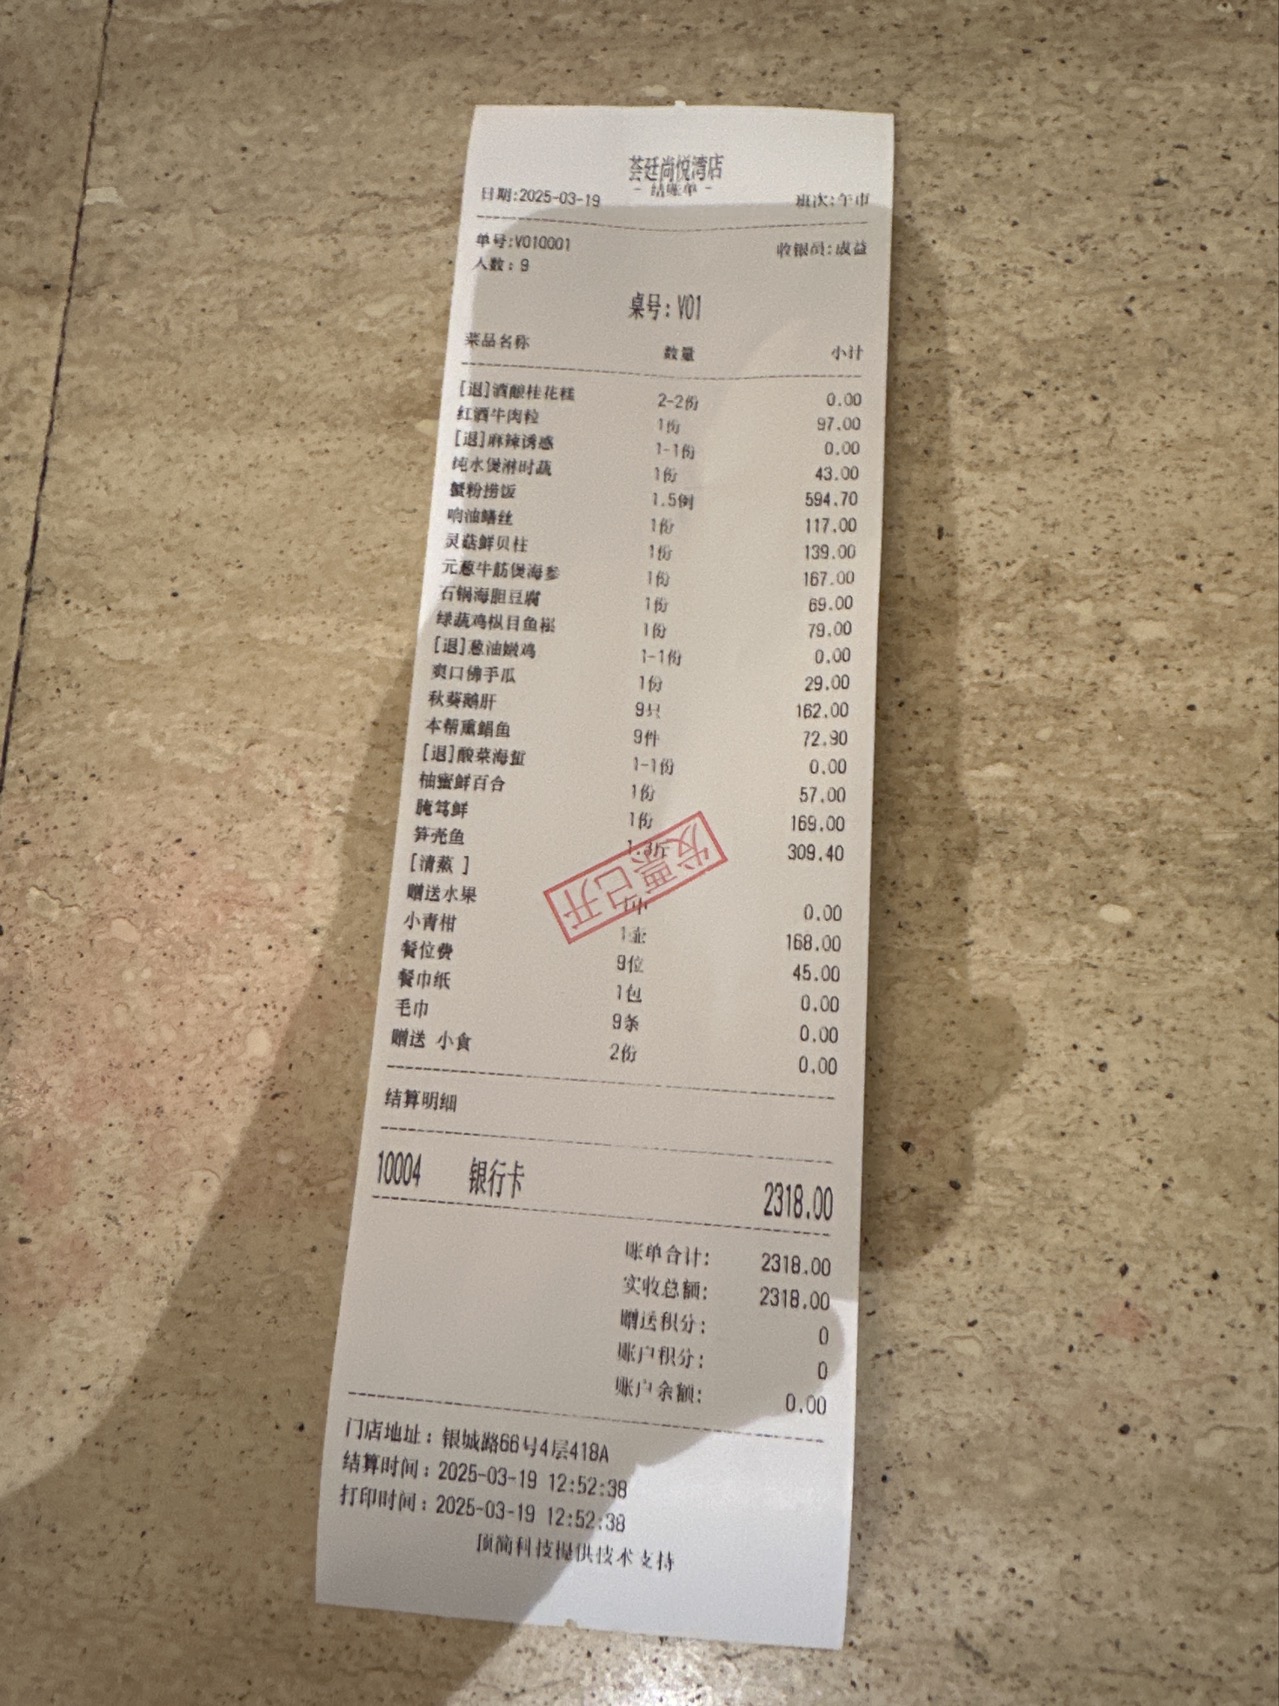 荟廷尚悦湾店
- 结账单 -
日期:2025-03-19 班次:午市
单号:V010001 收银员:成益
人数:9
桌号:V01
菜品名称 数量 小计
[退]酒酿桂花糕 2-2份 0.00
红酒牛肉粒 1份 97.00
[退]麻辣诱惑 1-1份 0.00
纯水煲淋时蔬 1份 43.00
蟹粉捞饭 1.5例 594.70
响油鳝丝 1份 117.00
灵菇鲜贝柱 1份 139.00
元葱牛筋煲海参 1份 167.00
石锅海胆豆腐 1份 69.00
绿蔬鸡枞目鱼崧 1份 79.00
[退]葱油嫩鸡 1-1份 0.00
爽口佛手瓜 1份 29.00
秋葵鹅肝 9只 162.00
本帮熏鲳鱼 9件 72.90
[退]酸菜海蜇 1-1份 0.00
柚蜜鲜百合 1份 57.00
腌笃鲜 1份 169.00
笋壳鱼 1.3斤 309.40
[清蒸 ]
赠送水果 0.00
小青柑 1壶 168.00
餐位费 9位 45.00
餐巾纸 1包 0.00
毛巾 9条 0.00
赠送 小食 2份 0.00
发票已开
结算明细
10004 银行卡 2318.00
账单合计: 2318.00
实收总额: 2318.00
赠送积分: 0
账户积分: 0
账户余额: 0.00
门店地址:银城路66号4层418A
结算时间:2025-03-19 12:52:38
打印时间:2025-03-19 12:52:38
顶简科技提供技术支持